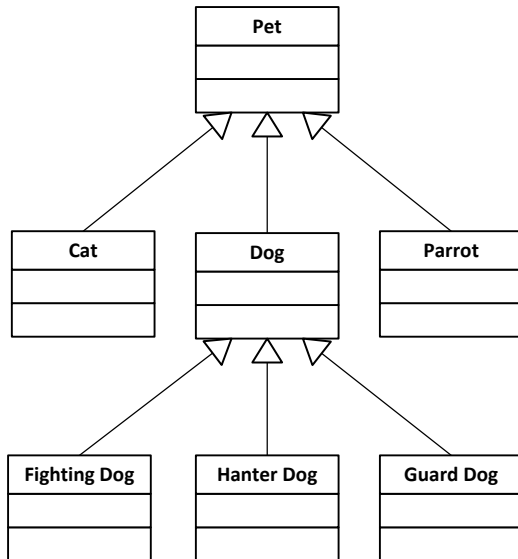 Pet
Cat
Dog
Parrot
Fighting Dog
Hanter Dog
Guard Dog